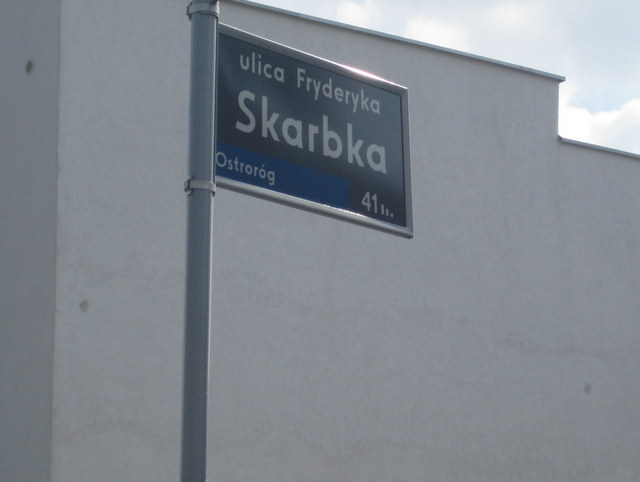 ulica Fryderyka
Skarbka
Ostroróg
41